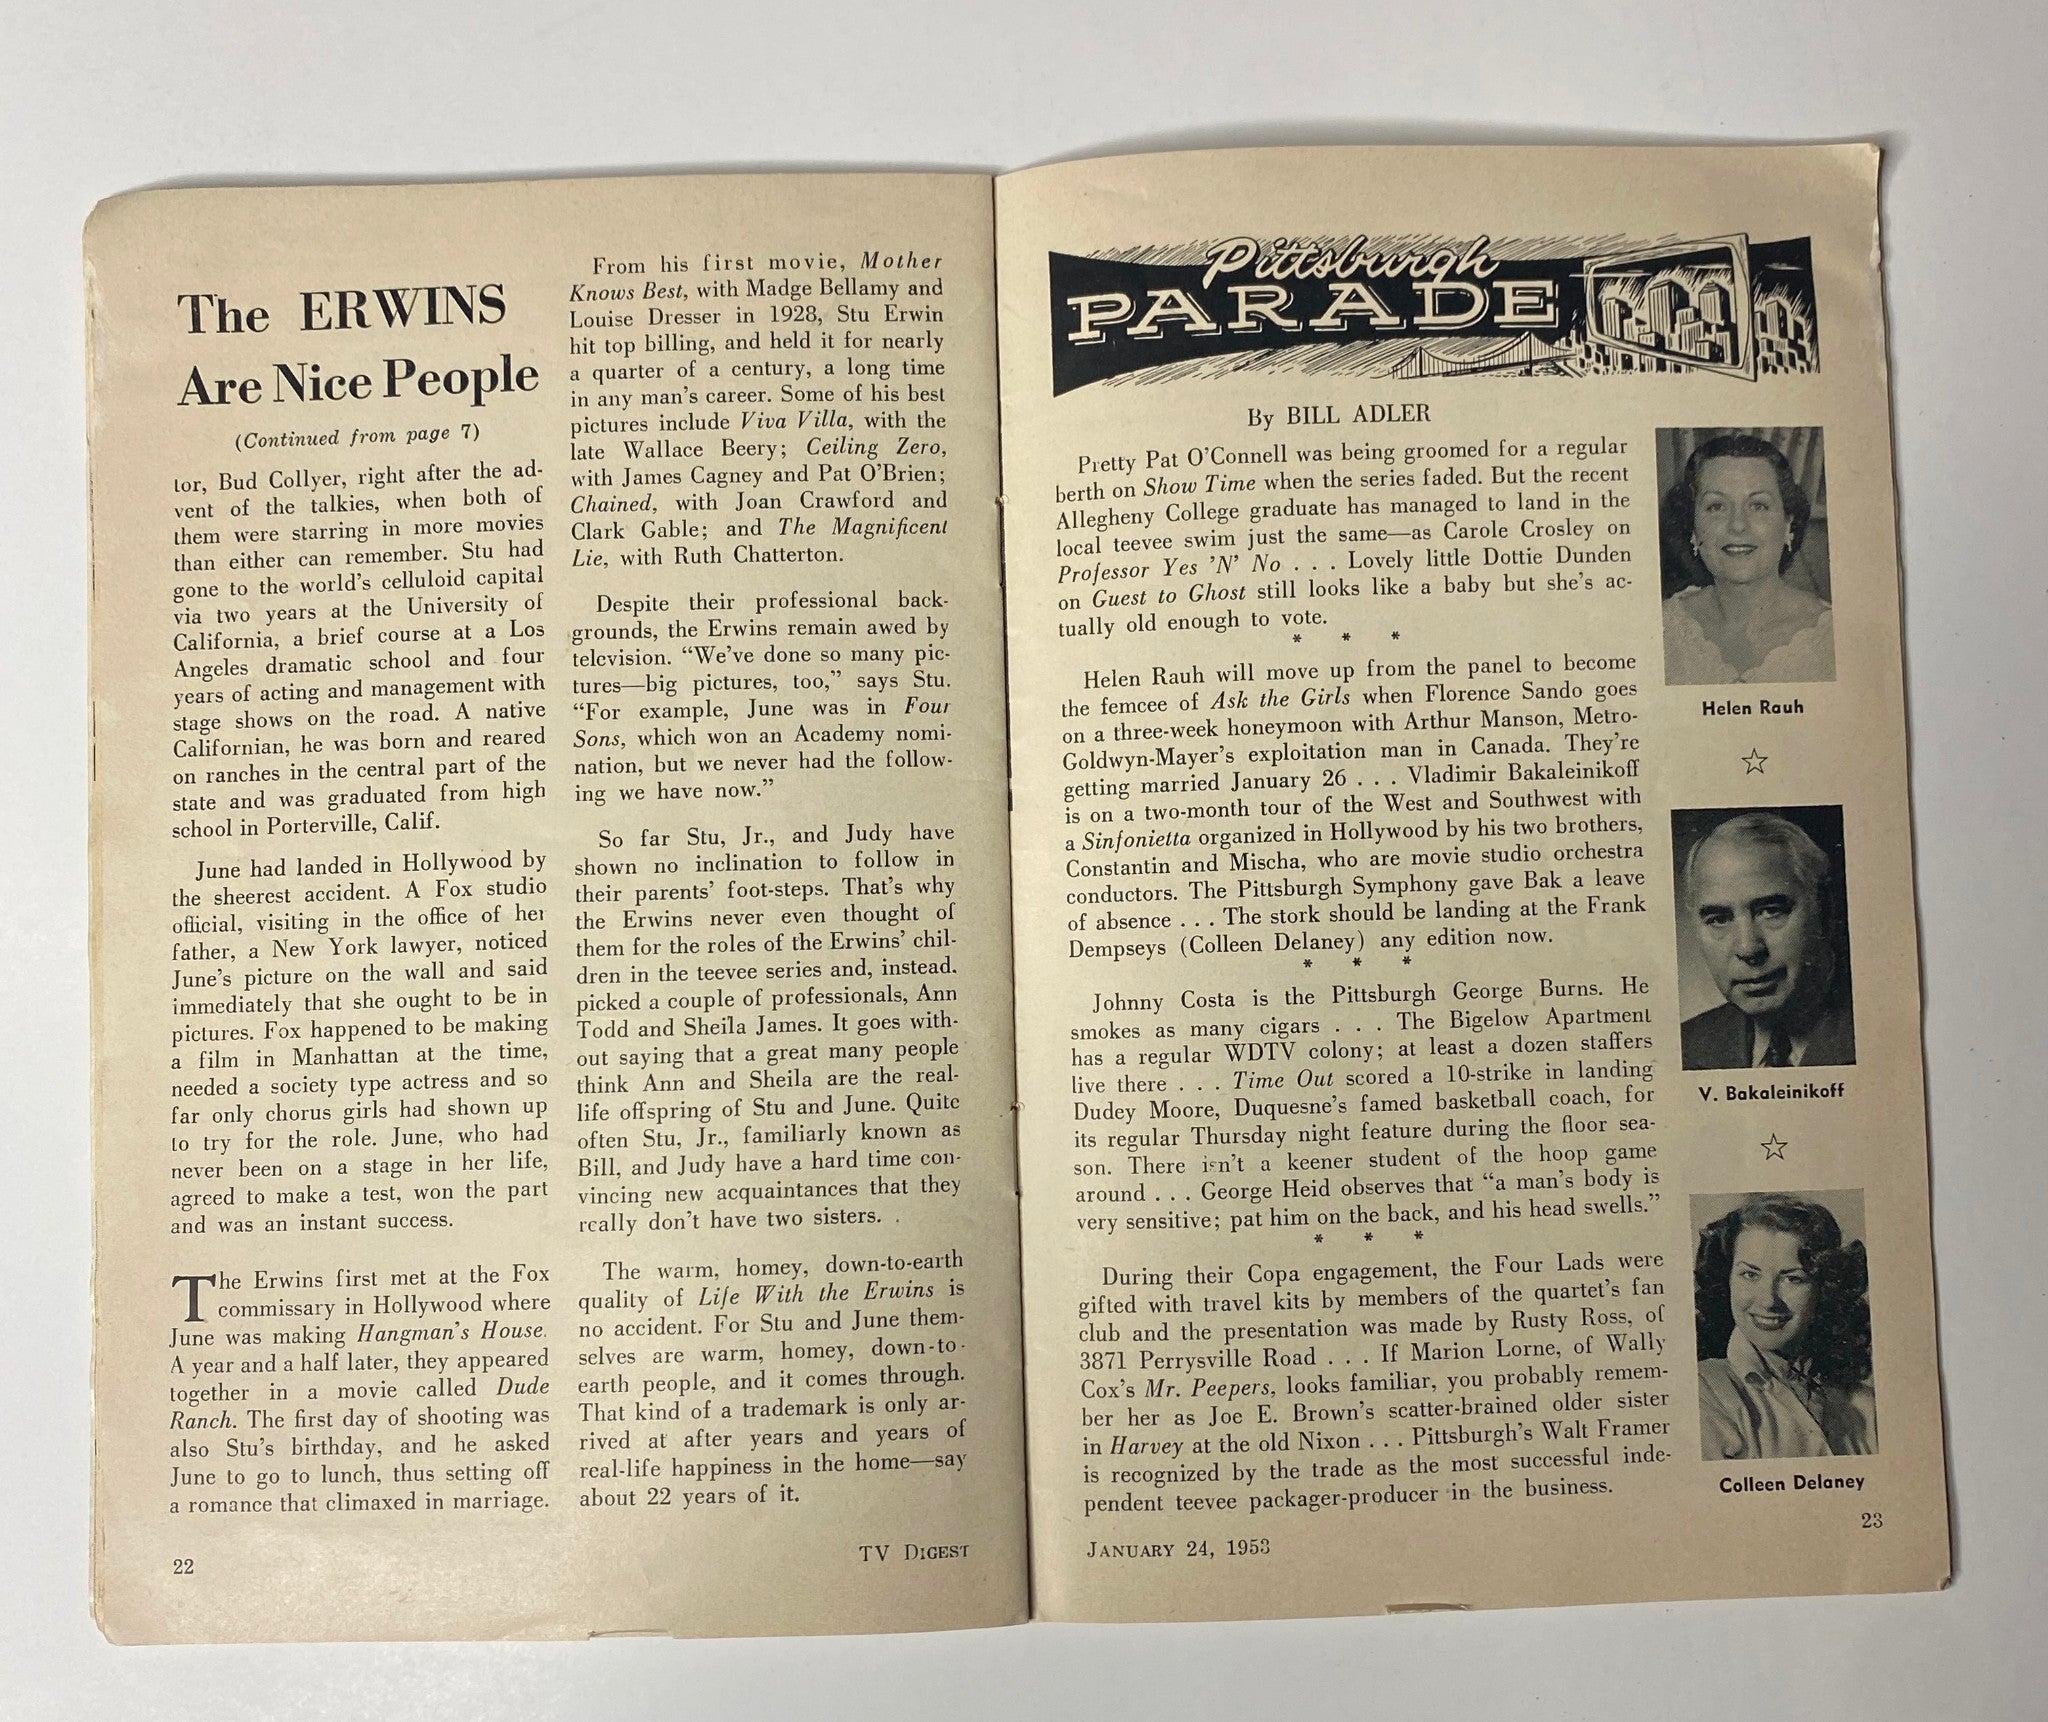 The ERWINS
Are Nice People
(Continued from page 7)
tor, Bud Collyer, right after the ad-
vent of the talkies, when both of
them were starring in more movies
than either can remember. Stu had
gone to the world's celluloid capital
via two years at the University of
California, a brief course at a Los
Angeles dramatic school and four
years of acting and management with
stage shows on the road. A native
Californian, he was born and reared
on ranches in the central part of the
state and was graduated from high
school in Porterville, Calif.
June had landed in Hollywood by
the sheerest accident. A Fox studio
official, visiting in the office of her
father, a New York lawyer, noticed
June's picture on the wall and said
immediately that she ought to be in
pictures. Fox happened to be making
a film in Manhattan at the time,
needed a society type actress and so
far only chorus girls had shown up
to try for the role. June, who had
never been on a stage in her life,
agreed to make a test, won the part
and was an instant success.
The Erwins first met at the Fox
commissary in Hollywood where
June was making Hangman's House.
A year and a half later, they appeared
together in a movie called Dude
Ranch. The first day of shooting was
also Stu's birthday, and he asked
June to go to lunch, thus setting off
a romance that climaxed in marriage.
From his first movie, Mother
Knows Best, with Madge Bellamy and
Louise Dresser in 1928, Stu Erwin
hit top billing, and held it for nearly
a quarter of a century, a long time
in any man's career. Some of his best
pictures include Viva Villa, with the
late Wallace Beery; Ceiling Zero,
with James Cagney and Pat O'Brien;
Chained, with Joan Crawford and
Clark Gable; and The Magnificent
Lie, with Ruth Chatterton.
Despite their professional back-
grounds, the Erwins remain awed by
television. "We've done so many pic-
tures—big pictures, too," says Stu.
"For example, June was in Four
Sons, which won an Academy nomi-
nation, but we never had the follow-
ing we have now."
So far Stu, Jr., and Judy have
shown no inclination to follow in
their parents' foot-steps. That's why
the Erwins never even thought of
them for the roles of the Erwins' chil-
dren in the teevee series and, instead,
picked a couple of professionals, Ann
Todd and Sheila James. It goes with-
out saying that a great many people
think Ann and Sheila are the real-
life offspring of Stu and June. Quite
often Stu, Jr., familiarly known as
Bill, and Judy have a hard time con-
vincing new acquaintances that they
really don't have two sisters.
The warm, homey, down-to-earth
quality of Life With the Erwins is
no accident. For Stu and June them-
selves are warm, homey, down-to-
earth people, and it comes through.
That kind of a trademark is only ar-
rived at after years and years of
real-life happiness in the home—say
about 22 years of it.
22
TV DIGEST
Pittsburgh
PARADE
By BILL ADLER
Pretty Pat O'Connell was being groomed for a regular
berth on Show Time when the series faded. But the recent
Allegheny College graduate has managed to land in the
local teevee swim just the same—as Carole Crosley on
Professor Yes 'N' No . . . Lovely little Dottie Dunden
on Guest to Ghost still looks like a baby but she's ac-
tually old enough to vote.
* * *
Helen Rauh will move up from the panel to become
the femcee of Ask the Girls when Florence Sando goes
on a three-week honeymoon with Arthur Manson, Metro-
Goldwyn-Mayer's exploitation man in Canada. They're
getting married January 26 . . . Vladimir Bakaleinikoff
is on a two-month tour of the West and Southwest with
a Sinfonietta organized in Hollywood by his two brothers,
Constantin and Mischa, who are movie studio orchestra
conductors. The Pittsburgh Symphony gave Bak a leave
of absence . . . The stork should be landing at the Frank
Dempseys (Colleen Delaney) any edition now.
* * *
Johnny Costa is the Pittsburgh George Burns. He
smokes as many cigars . . . The Bigelow Apartment
has a regular WDTV colony; at least a dozen staffers
live there . . . Time Out scored a 10-strike in landing
Dudey Moore, Duquesne's famed basketball coach, for
its regular Thursday night feature during the floor sea-
son. There isn't a keener student of the hoop game
around . . . George Heid observes that "a man's body is
very sensitive; pat him on the back, and his head swells."
* * *
During their Copa engagement, the Four Lads were
gifted with travel kits by members of the quartet's fan
club and the presentation was made by Rusty Ross, of
3871 Perrysville Road . . . If Marion Lorne, of Wally
Cox's Mr. Peepers, looks familiar, you probably remem-
ber her as Joe E. Brown's scatter-brained older sister
in Harvey at the old Nixon . . . Pittsburgh's Walt Framer
is recognized by the trade as the most successful inde-
pendent teevee packager-producer in the business.
Helen Rauh
☆
V. Bakaleinikoff
☆
Colleen Delaney
JANUARY 24, 1953
23